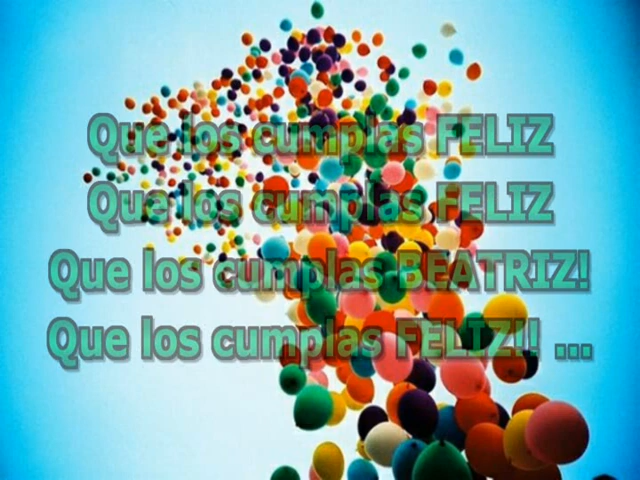 Que los cumplas FELIZ
Que los cumplas FELIZ
Que los cumplas BEATRIZ!
Que los cumplas FELIZ!! ...